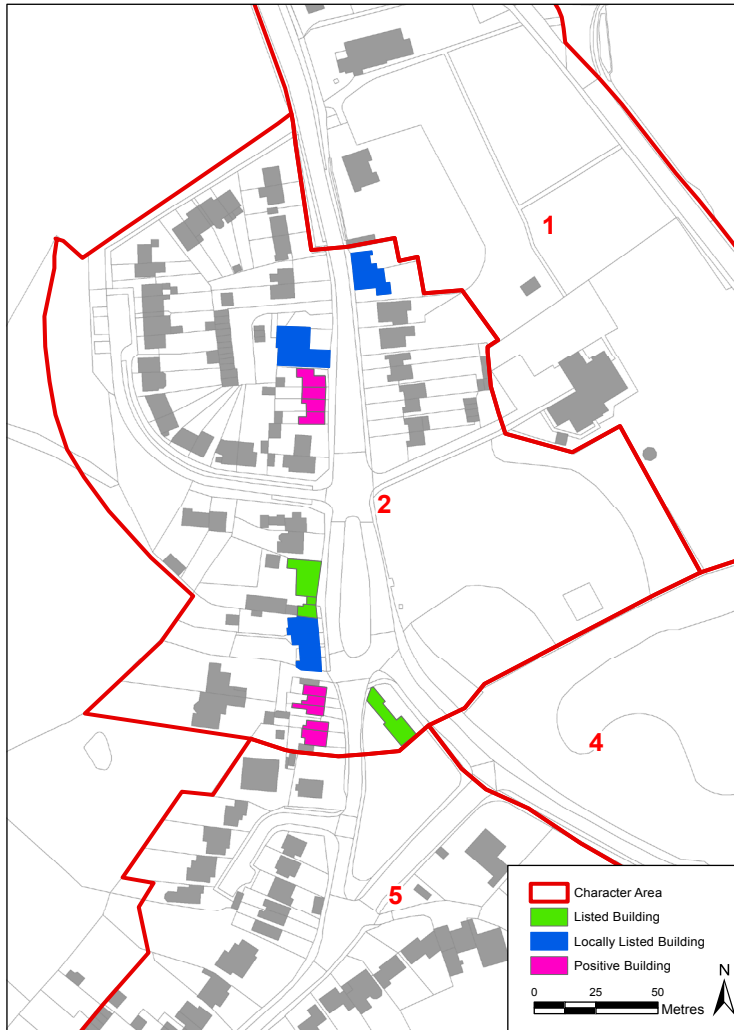 1
2
4
5
Character Area
Listed Building
Locally Listed Building
Positive Building
N
0 25 50
Metres